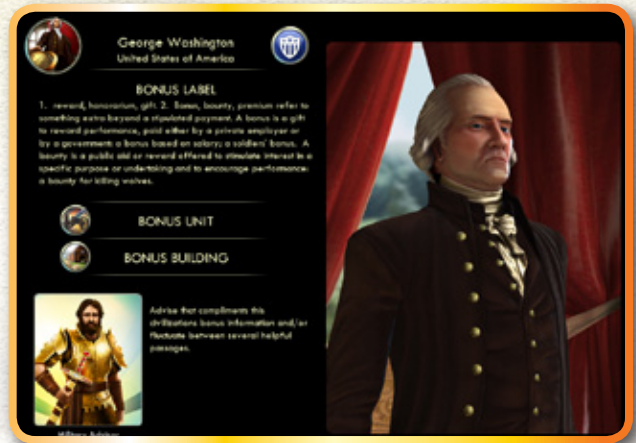 George Washington
United States of America
BONUS LABEL
1. reward, honorarium, gift. 2. Bonus, bounty, premium refer to
something extra beyond a stipulated payment. A bonus is a gift
to reward performance, paid either by a private employer or
by a government: a bonus based on salary; a soldiers' bonus. A
bounty is a public aid or reward offered to stimulate interest in a
specific purpose or undertaking and to encourage performance:
a bounty for killing wolves.
BONUS UNIT
BONUS BUILDING
Advise that compliments this
civilizations bonus information and/or
fluctuate between several helpful
passages.
Military Advisor